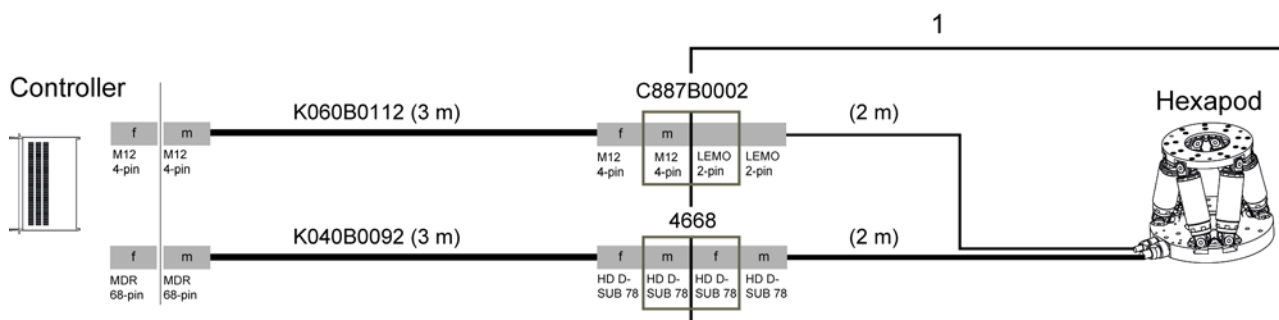 1
Controller
C887B0002
Hexapod
K060B0112 (3 m)
(2 m)
f
m
f
m
M12
4-pin
M12
4-pin
M12
4-pin
M12
4-pin
LEMO
2-pin
LEMO
2-pin
4668
K040B0092 (3 m)
(2 m)
f
m
f
m
f
m
MDR
68-pin
MDR
68-pin
HD D-
SUB 78
HD D-
SUB 78
HD D-
SUB 78
HD D-
SUB 78